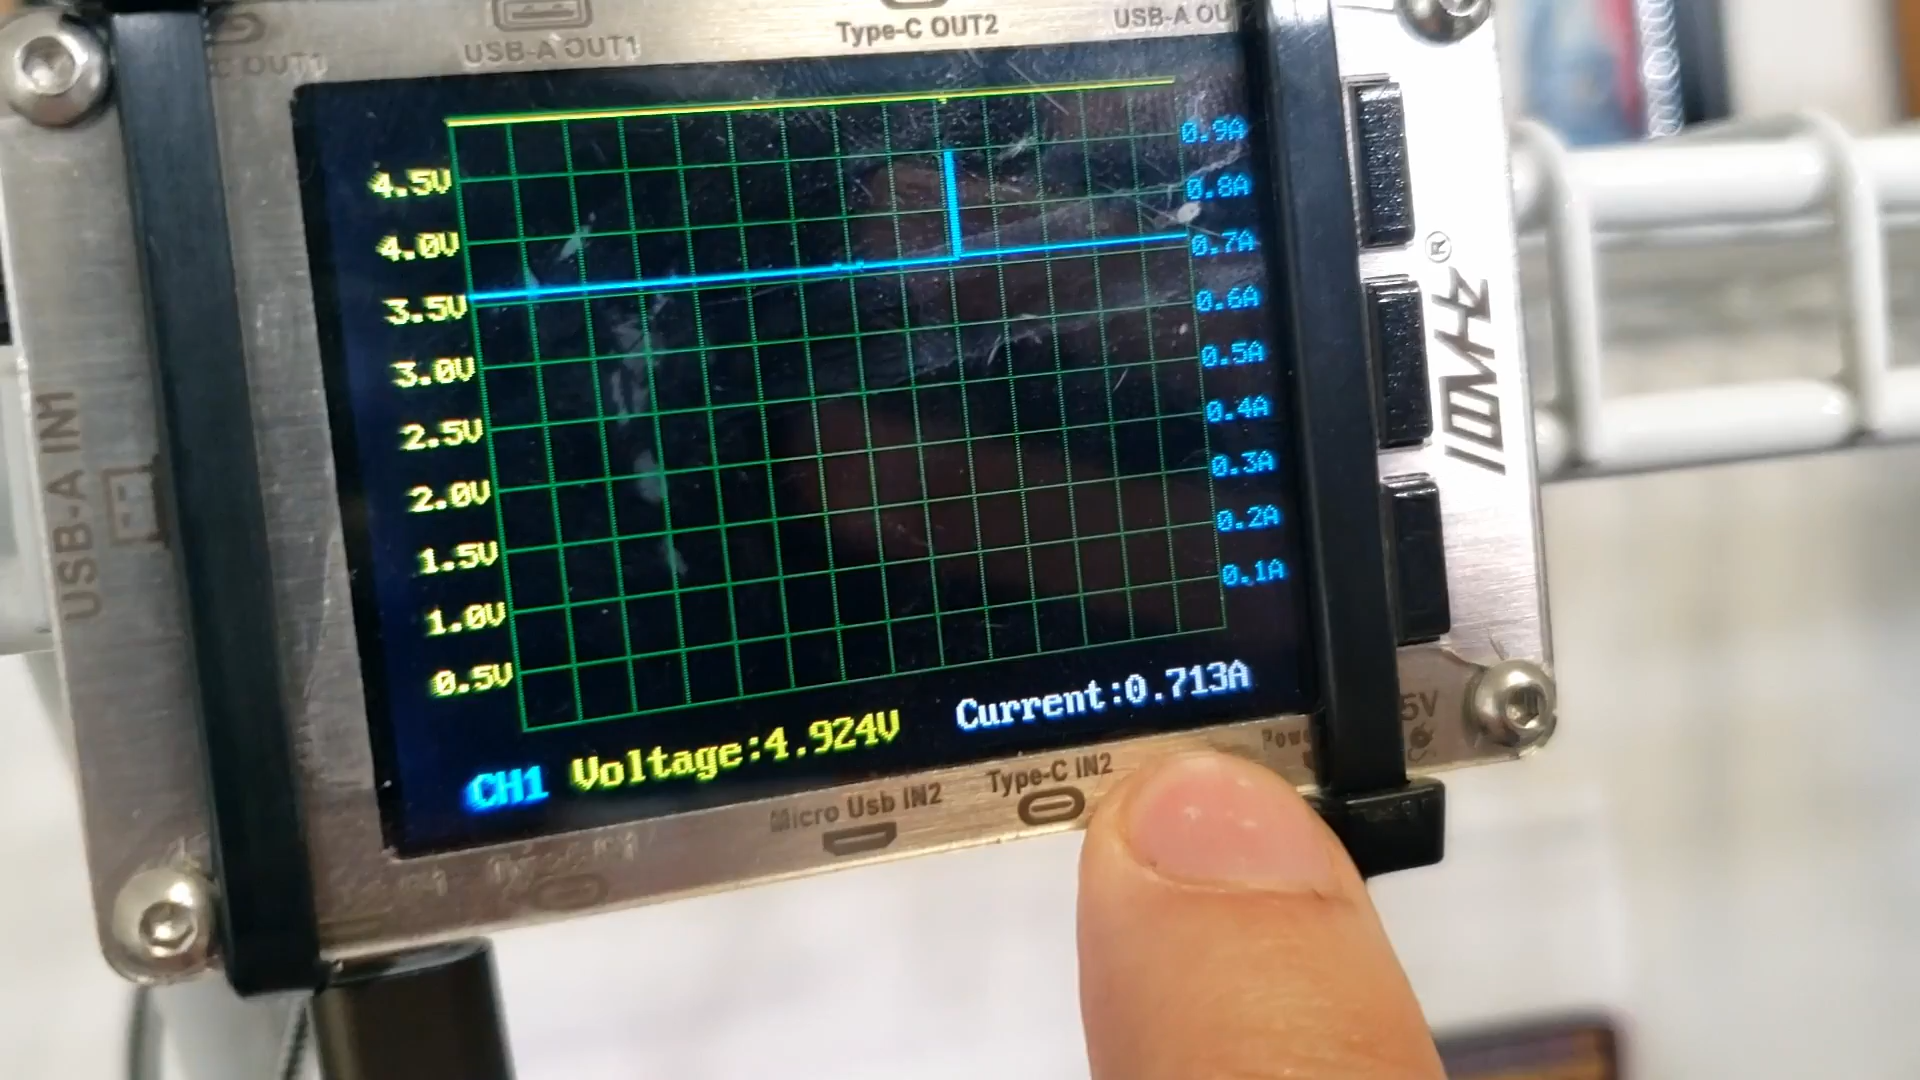 C OUT1
USB-A OUT1
Type-C OUT2
USB-A OU
4.5V
4.0V
3.5V
3.0V
2.5V
2.0V
1.5V
1.0V
0.5V
0.9A
0.8A
0.7A
0.6A
0.5A
0.4A
0.3A
0.2A
0.1A
CH1 Voltage:4.924V Current:0.713A
USB-A IN
Micro Usb IN2
Type-C IN2
Powe
5V
®